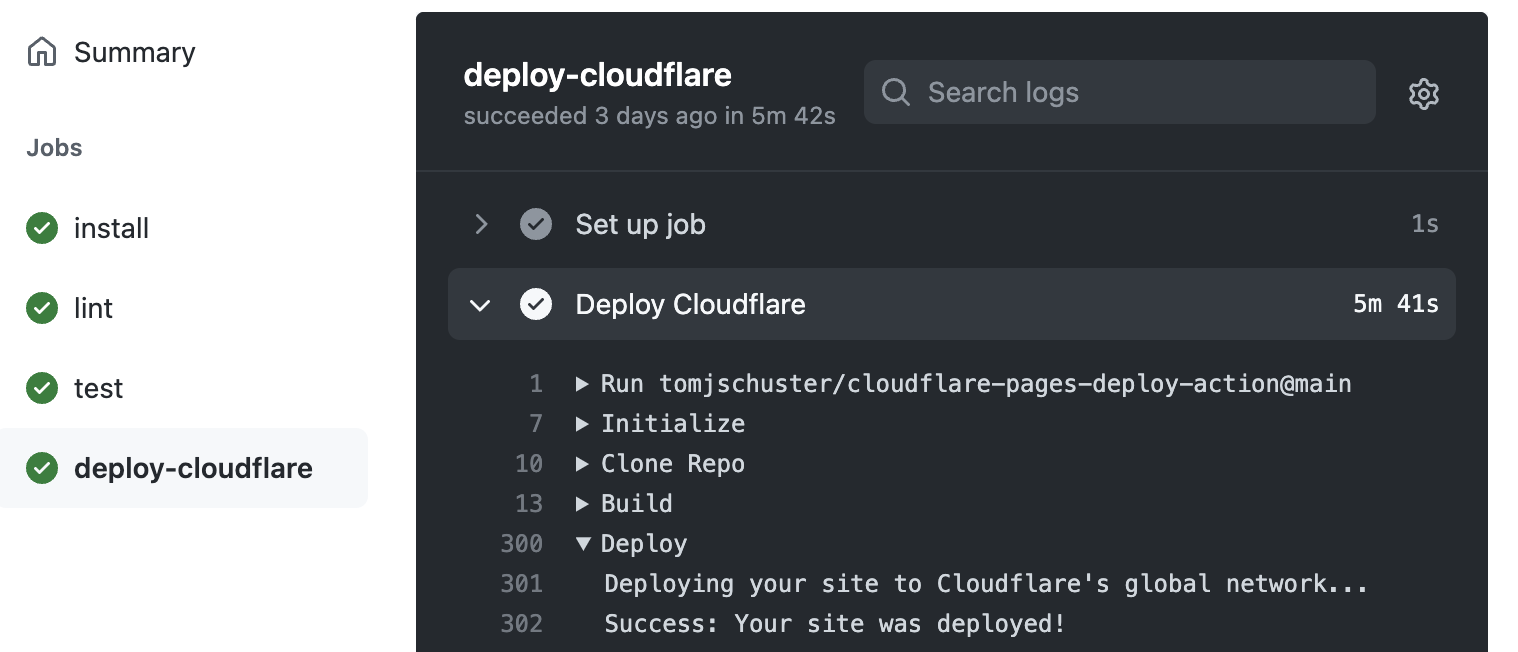 Summary
Jobs
install
lint
test
deploy-cloudflare
deploy-cloudflare
succeeded 3 days ago in 5m 42s
Search logs
Set up job 1s
Deploy Cloudflare 5m 41s
1 Run tomjschuster/cloudflare-pages-deploy-action@main
7 Initialize
10 Clone Repo
13 Build
300 Deploy
301 Deploying your site to Cloudflare's global network...
302 Success: Your site was deployed!